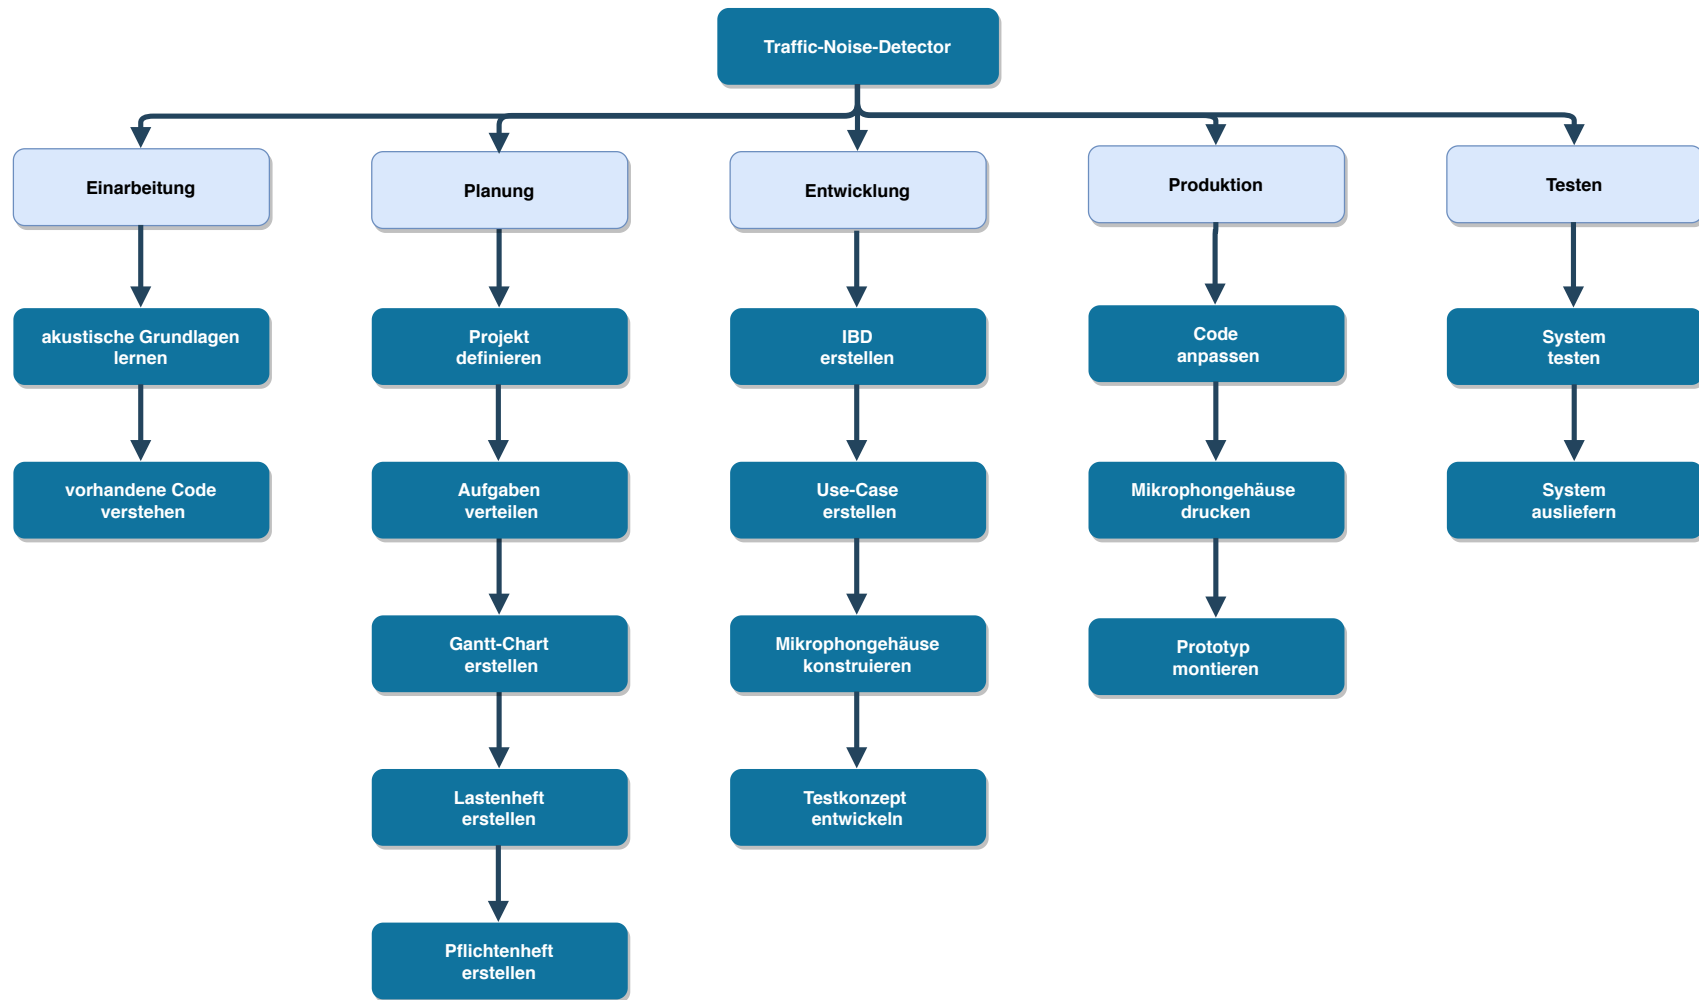 Traffic-Noise-Detector
Einarbeitung
Planung
Entwicklung
Produktion
Testen
akustische Grundlagen
lernen
Projekt
definieren
IBD
erstellen
Code
anpassen
System
testen
vorhandene Code
verstehen
Aufgaben
verteilen
Use-Case
erstellen
Mikrophongehäuse
drucken
System
ausliefern
Gantt-Chart
erstellen
Mikrophongehäuse
konstruieren
Prototyp
montieren
Lastenheft
erstellen
Testkonzept
entwickeln
Pflichtenheft
erstellen